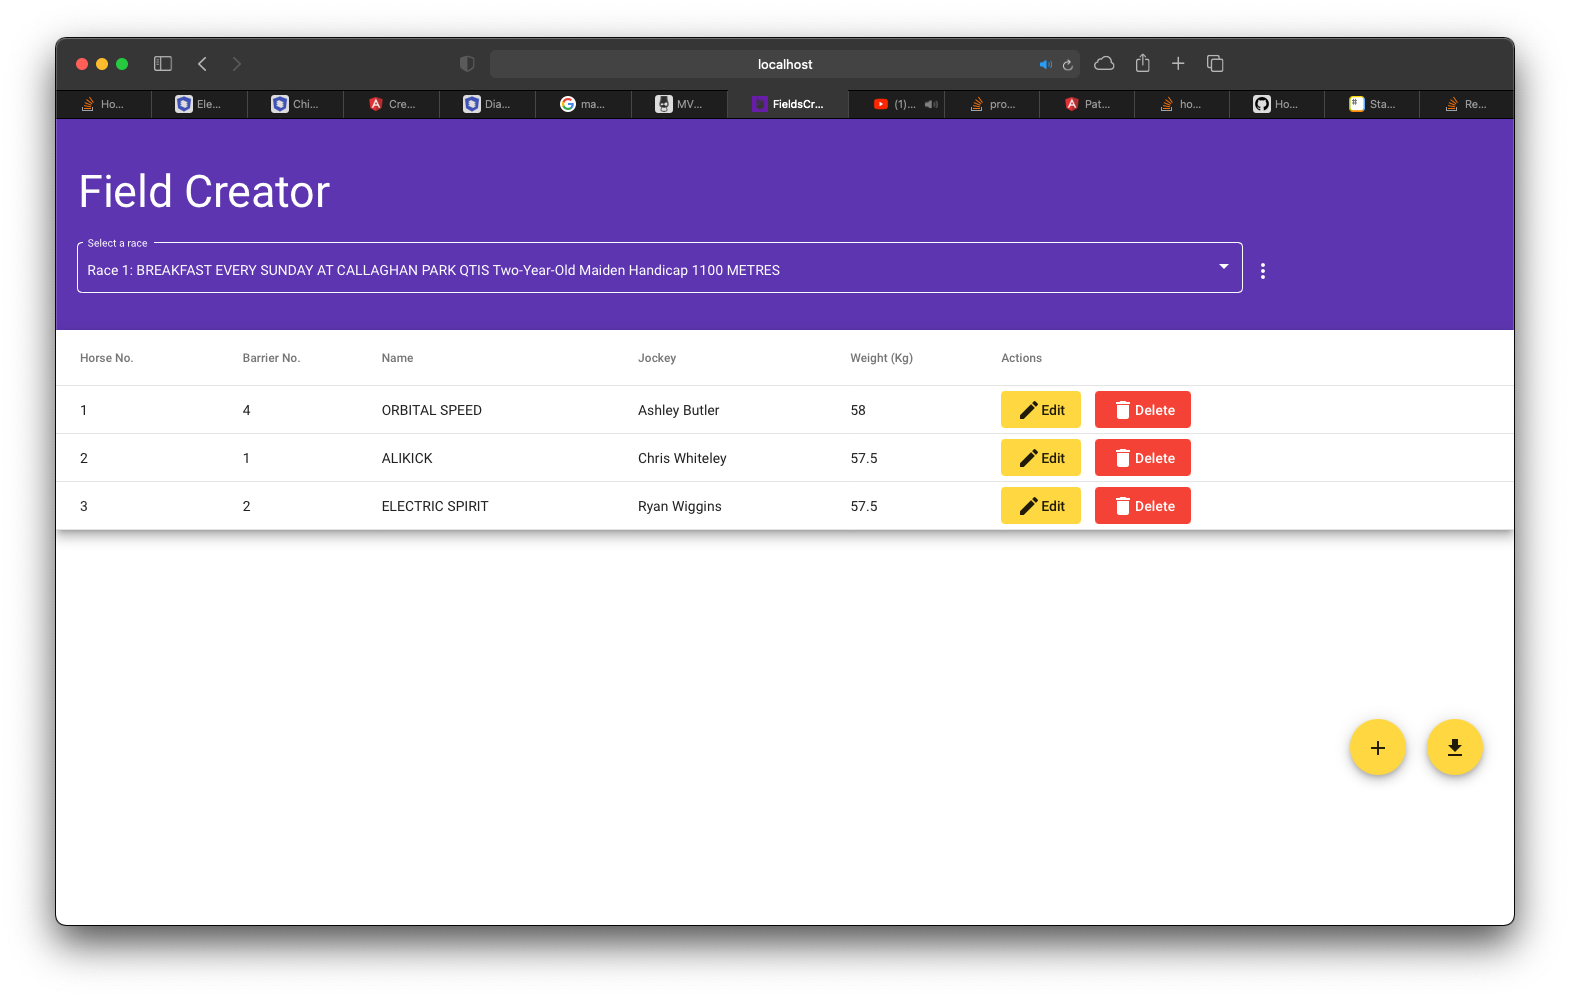 localhost
Ho...
Ele...
Chi...
Cre...
Dia...
ma...
MV...
FieldsCr...
(1)...
pro...
Pat...
ho...
Ho...
Sta...
Re...
Field Creator
Select a race
Race 1: BREAKFAST EVERY SUNDAY AT CALLAGHAN PARK QTIS Two-Year-Old Maiden Handicap 1100 METRES
Horse No. Barrier No. Name Jockey Weight (Kg) Actions
1 4 ORBITAL SPEED Ashley Butler 58 Edit Delete
2 1 ALIKICK Chris Whiteley 57.5 Edit Delete
3 2 ELECTRIC SPIRIT Ryan Wiggins 57.5 Edit Delete